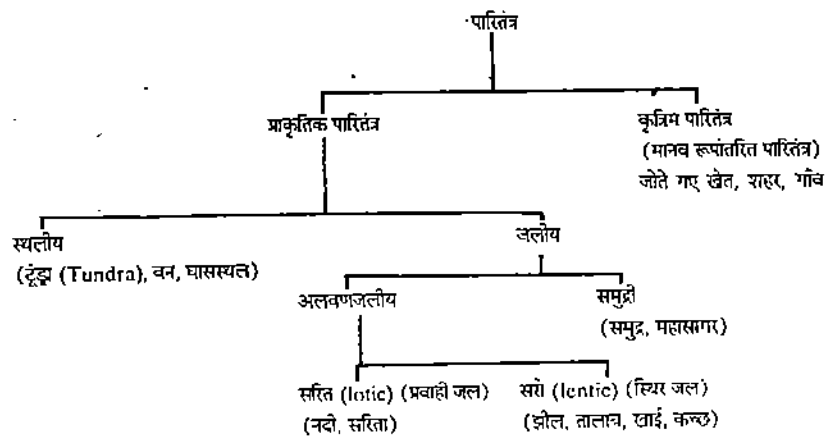 पारितंत्र
प्राकृतिक पारितंत्र
कृत्रिम पारितंत्र
(मानव रूपांतरित पारितंत्र)
जोते गए खेत, शहर, गाँव
स्थलीय
(टुंड्रा (Tundra), वन, घासस्थल)
जलीय
अलवणजलीय
समुद्री
(समुद्र, महासागर)
सरित (lotic) (प्रवाही जल)
(नदी, सरिता)
सरो (lentic) (स्थिर जल)
(झील, तालाब, खाई, कच्छ)